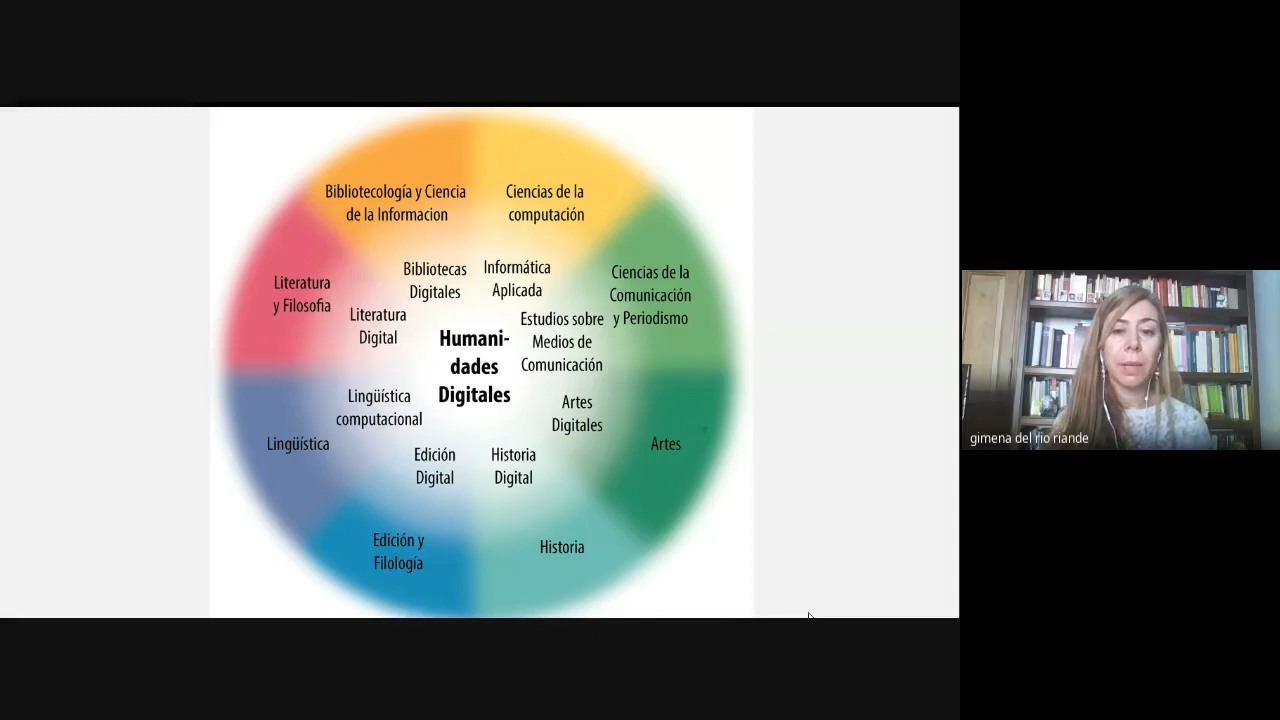 Bibliotecología y Ciencia
de la Informacion
Ciencias de la
computación
Literatura
y Filosofia
Bibliotecas
Digitales
Informática
Aplicada
Ciencias de la
Comunicación
y Periodismo
Literatura
Digital
Humani-
dades
Digitales
Estudios sobre
Medios de
Comunicación
Lingüística
computacional
Artes
Digitales
Lingüística
Edición
Digital
Historia
Digital
Artes
Edición y
Filología
Historia
gimena del rio riande